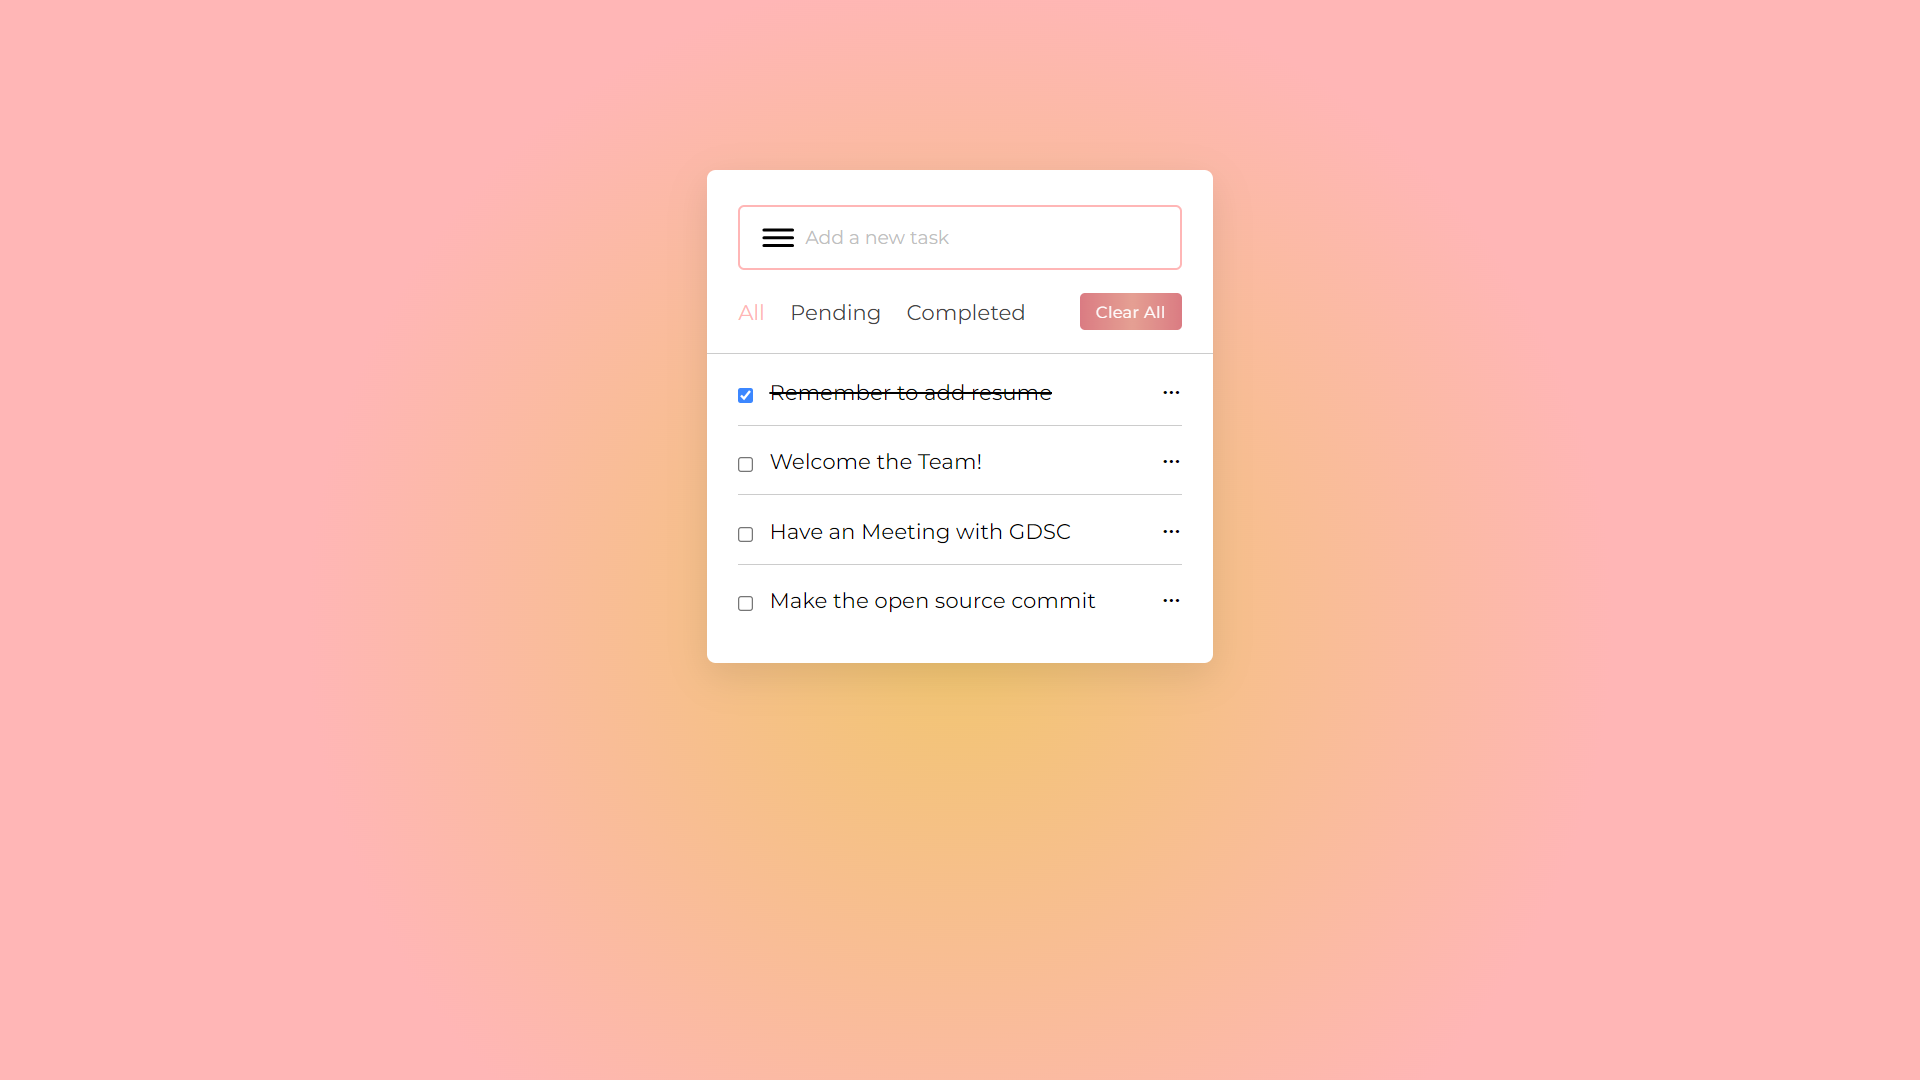 Add a new task
All Pending Completed Clear All
Remember to add resume
Welcome the Team!
Have an Meeting with GDSC
Make the open source commit